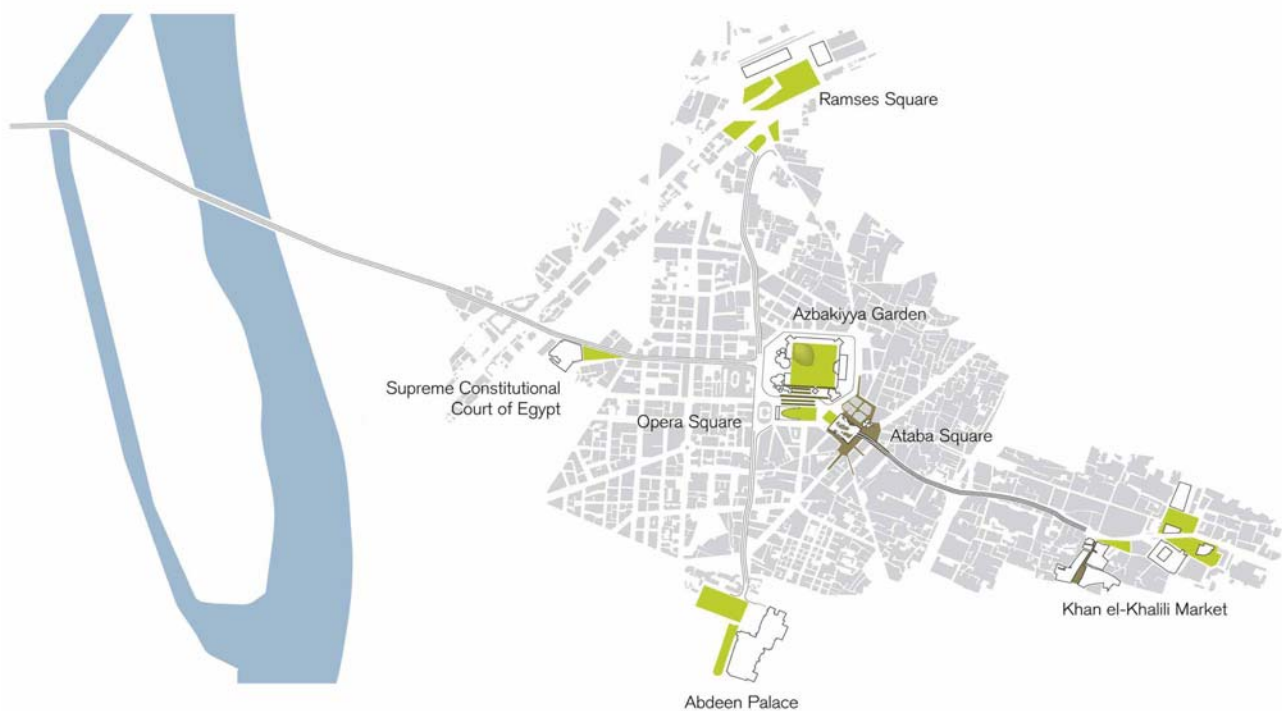 Ramses Square
Azbakiyya Garden
Supreme Constitutional
Court of Egypt
Opera Square
Ataba Square
Khan el-Khalili Market
Abdeen Palace